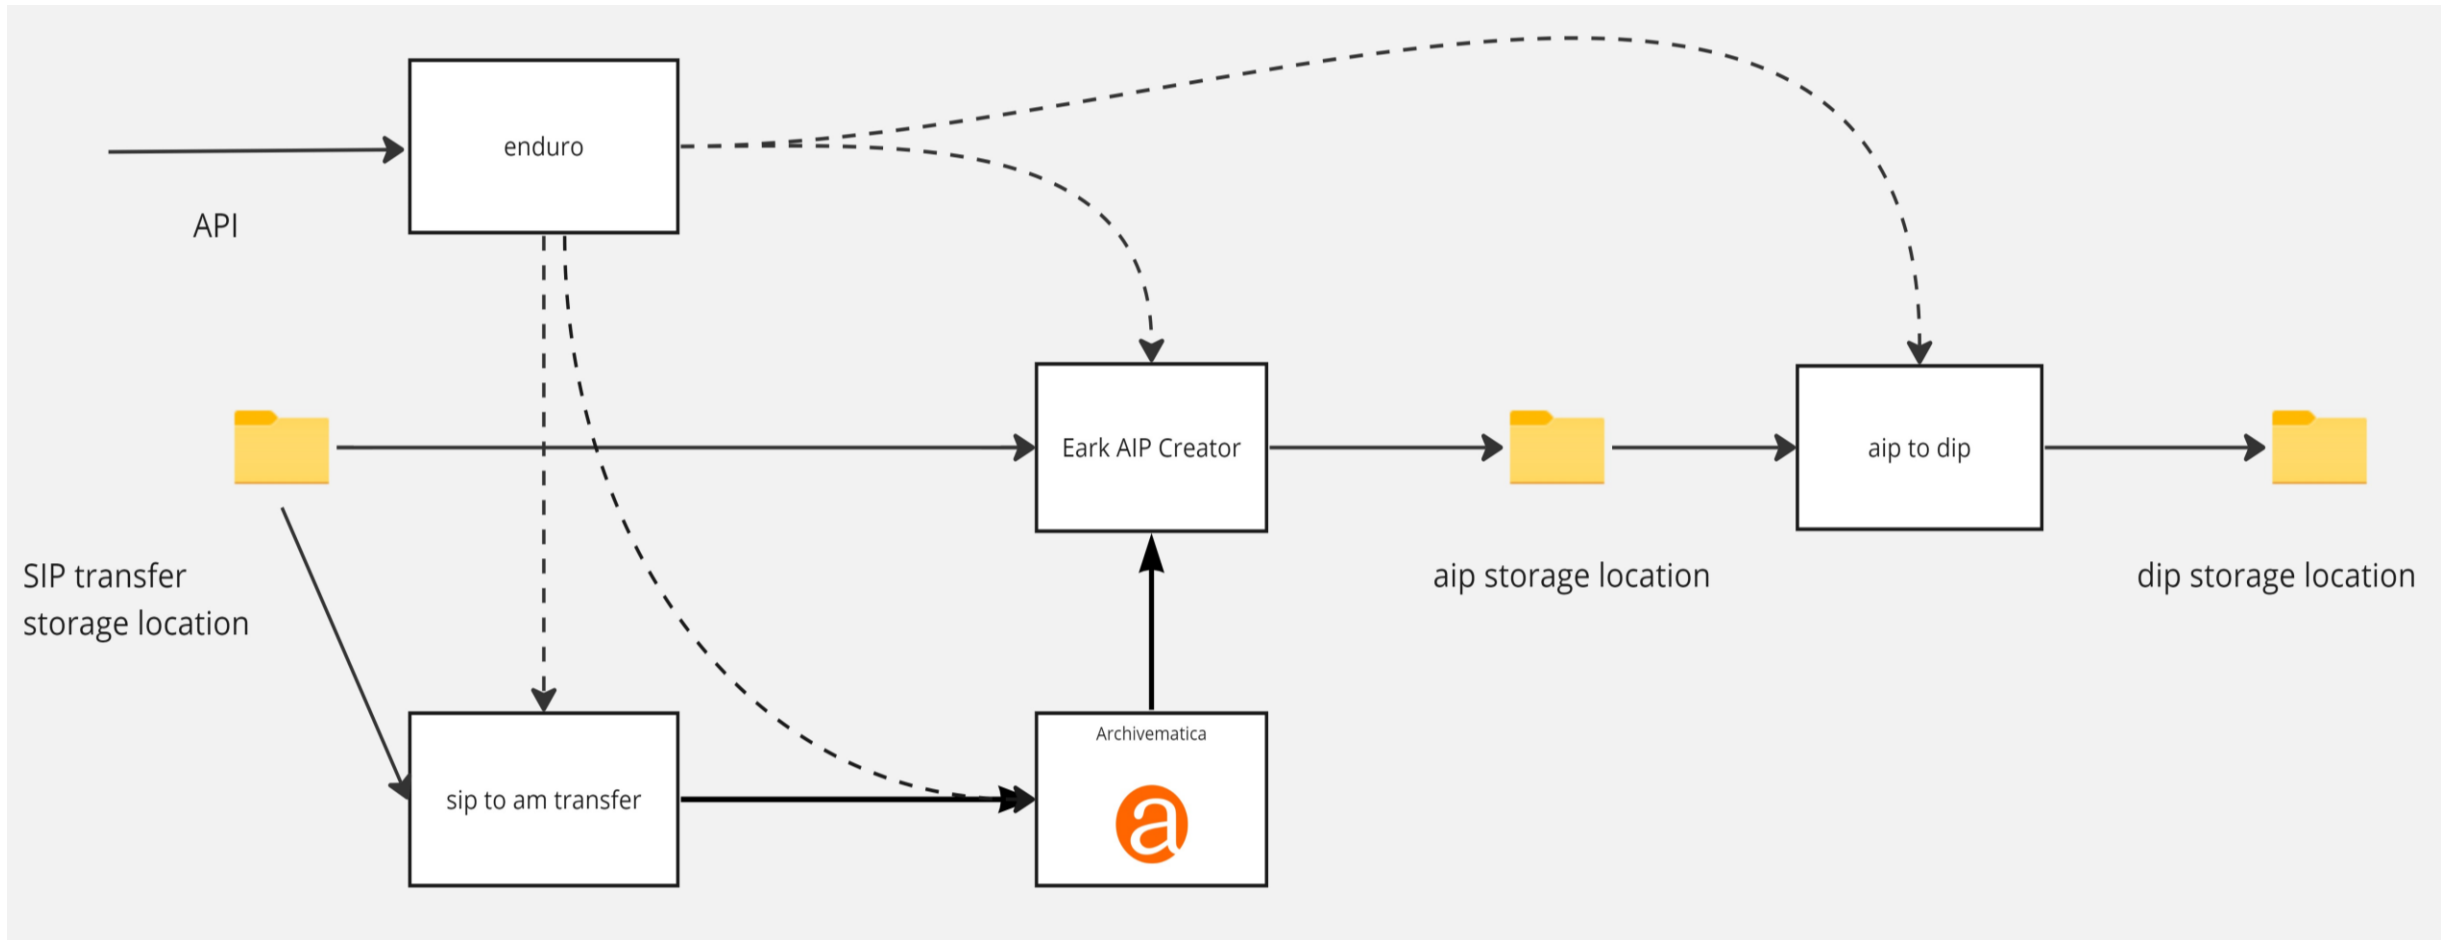 enduro
API
Eark AIP Creator
aip to dip
SIP transfer
storage location
aip storage location
dip storage location
sip to am transfer
Archivematica
a